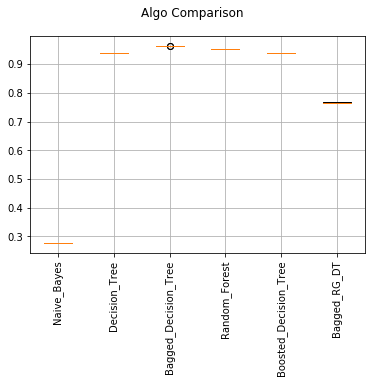 Algo Comparison
0.9
0.8
0.7
0.6
0.5
0.4
0.3
Naive_Bayes
Decision_Tree
Bagged_Decision_Tree
Random_Forest
Boosted_Decision_Tree
Bagged_RG_DT